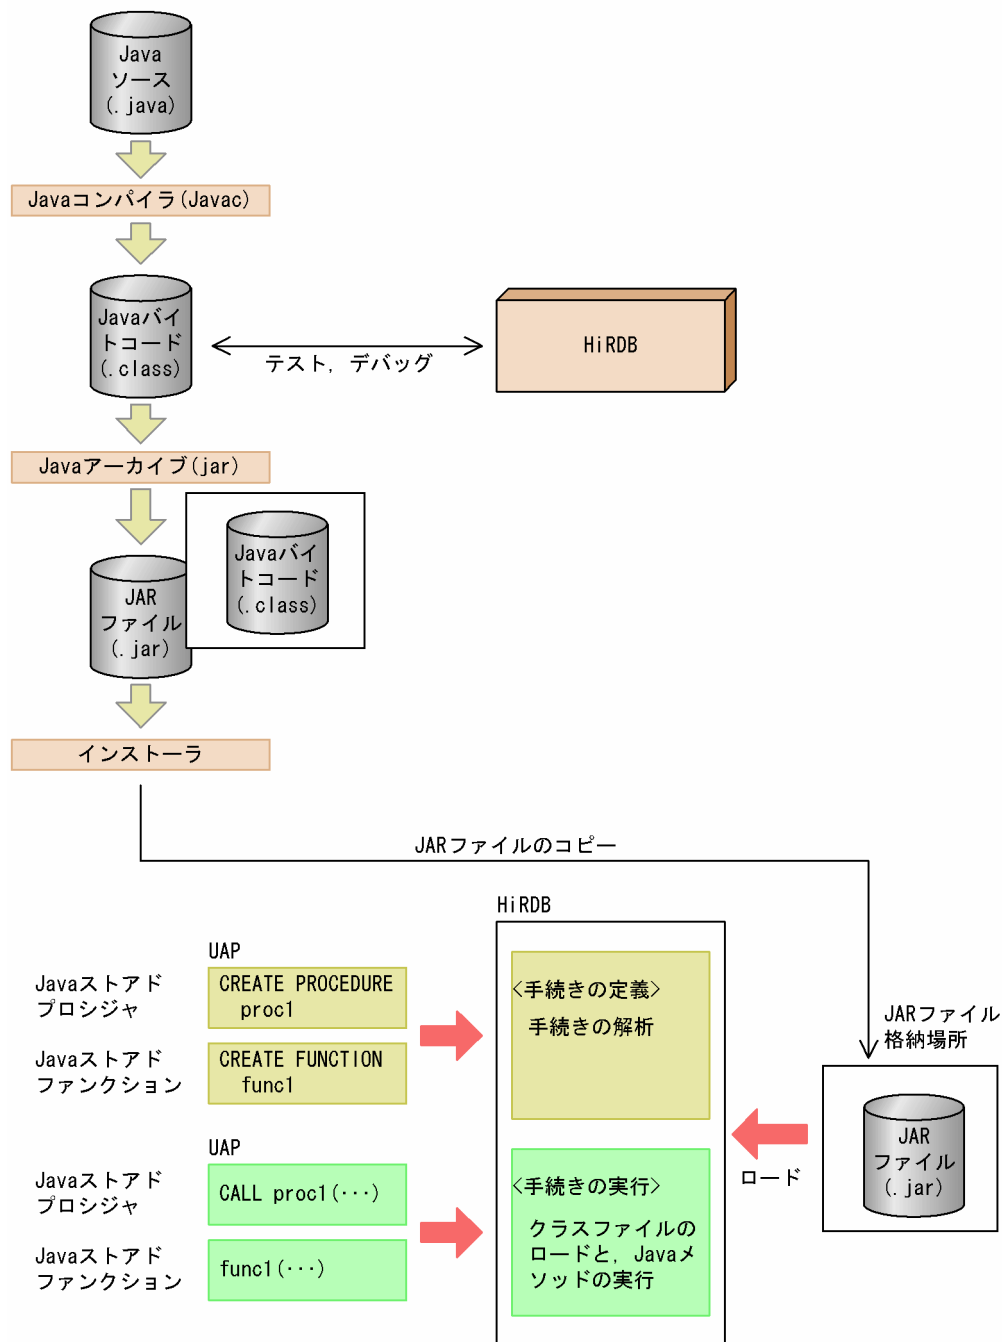 Java
ソース
(.java)
Javaコンパイラ(Javac)
Javaバイ
トコード
(.class)
テスト，デバッグ
HiRDB
Javaアーカイブ(jar)
Javaバイ
トコード
(.class)
JAR
ファイル
(.jar)
インストーラ
JARファイルのコピー
HiRDB
UAP
Javaストアド
プロシジャ
CREATE PROCEDURE
proc1
Javaストアド
ファンクション
CREATE FUNCTION
func1
<手続きの定義>
手続きの解析
JARファイル
格納場所
JAR
ファイル
(.jar)
ロード
UAP
Javaストアド
プロシジャ
CALL proc1(･･･)
Javaストアド
ファンクション
func1(･･･)
<手続きの実行>
クラスファイルの
ロードと，Javaメ
ソッドの実行